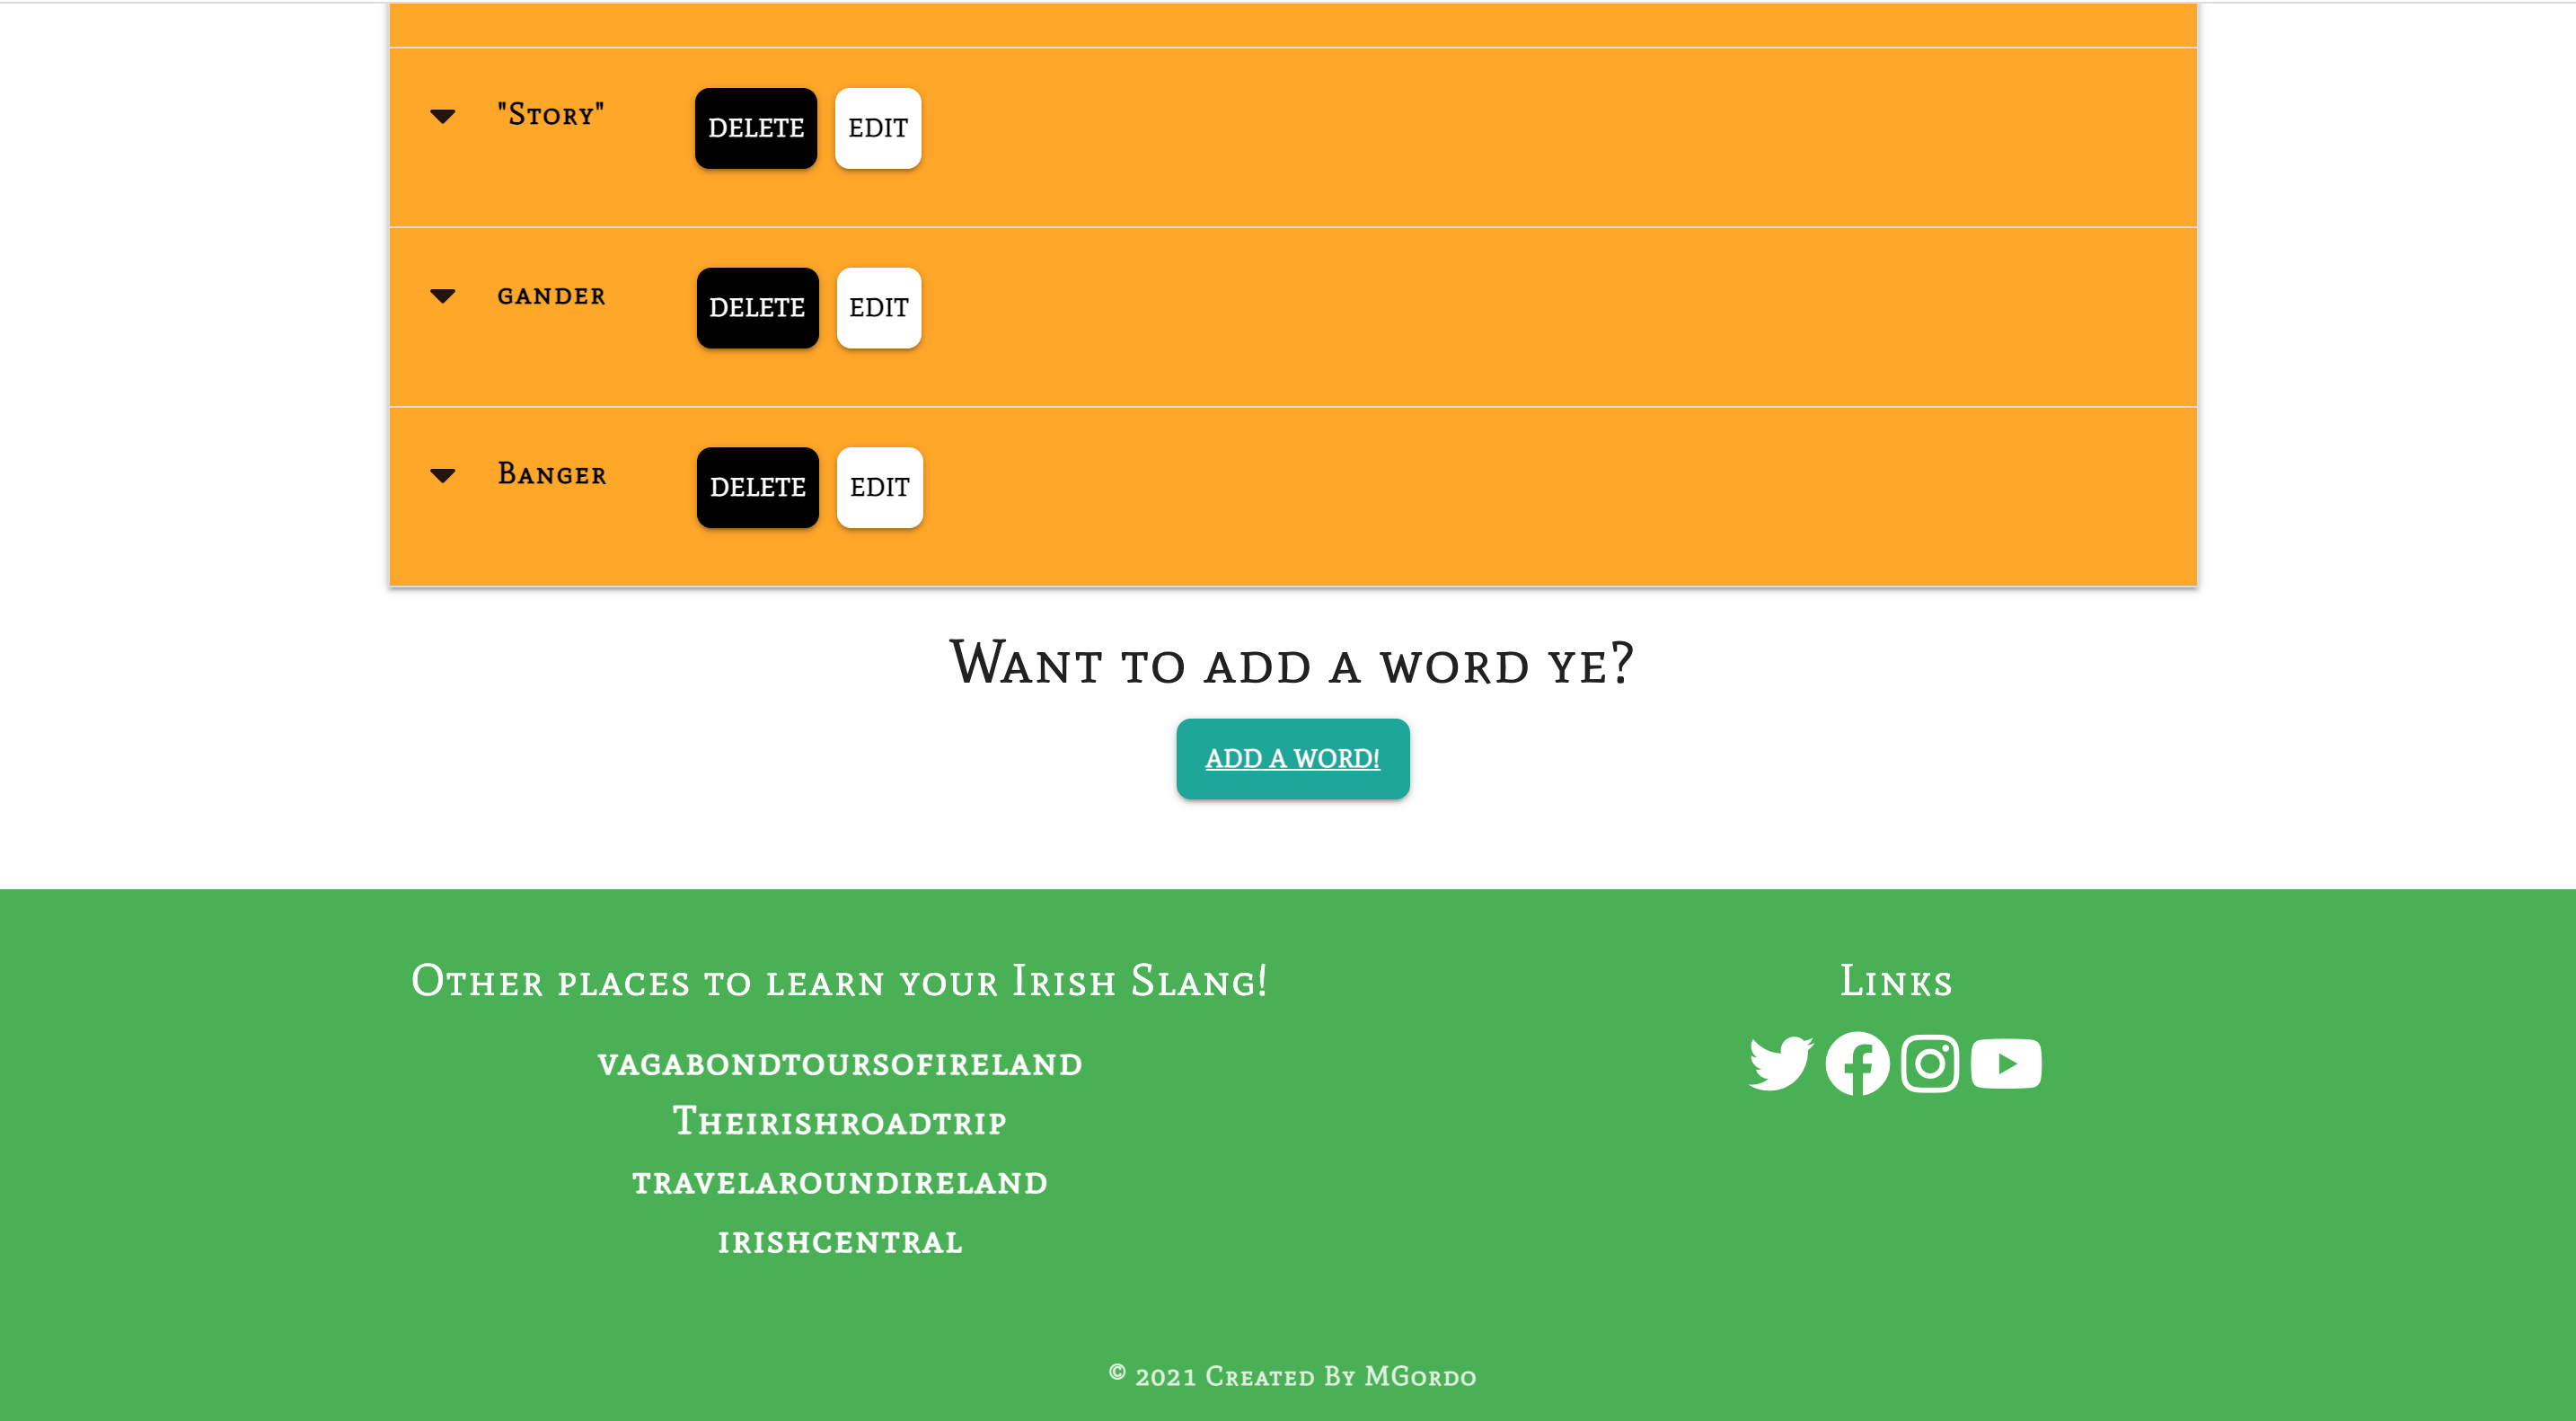 "Story" DELETE EDIT
gander DELETE EDIT
Banger DELETE EDIT
Want to add a word ye?
ADD A WORD!
Other places to learn your Irish Slang!
Links
vagabondtoursofireland
Theirishroadtrip
travelaroundireland
irishcentral
© 2021 Created By MGordo